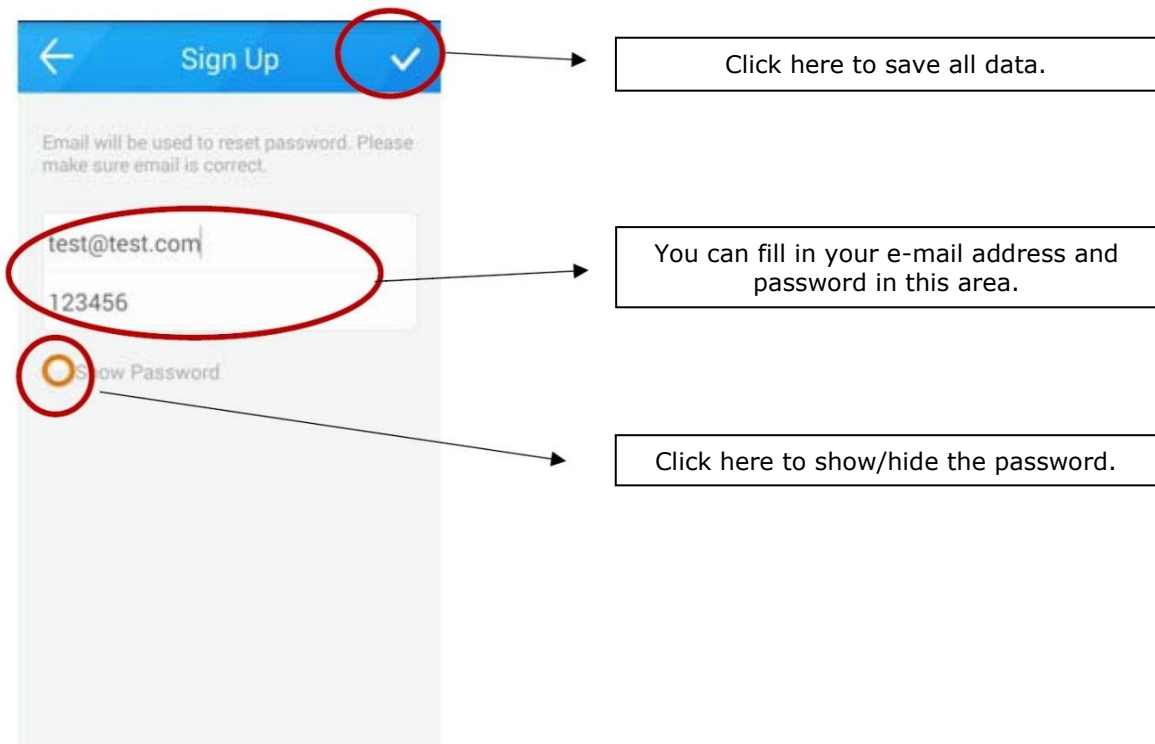 Sign Up
Click here to save all data.
Email will be used to reset password. Please
make sure email is correct.
test@test.com
123456
You can fill in your e-mail address and
password in this area.
Show Password
Click here to show/hide the password.